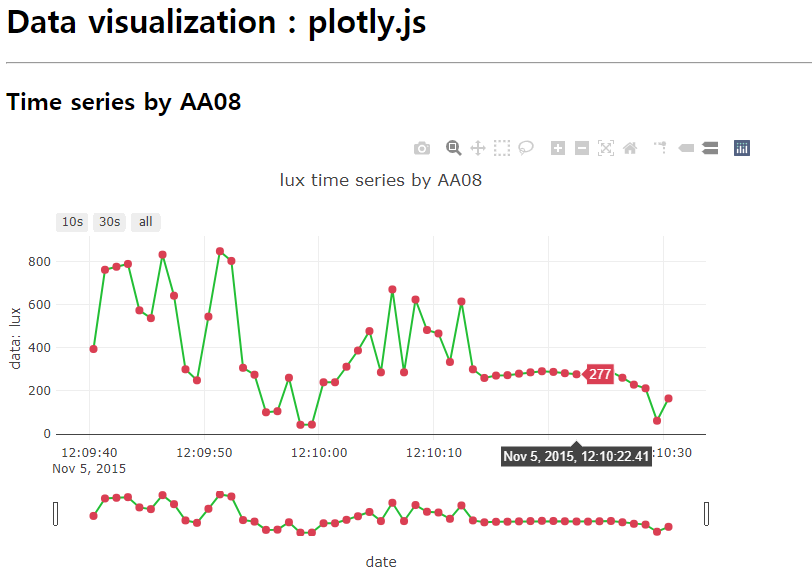 Data visualization : plotly.js
Time series by AA08
lux time series by AA08
10s 30s all
800
600
400
200
0
data: lux
277
12:09:40 12:09:50 12:10:00 12:10:10 :10:30
Nov 5, 2015
Nov 5, 2015, 12:10:22.41
date